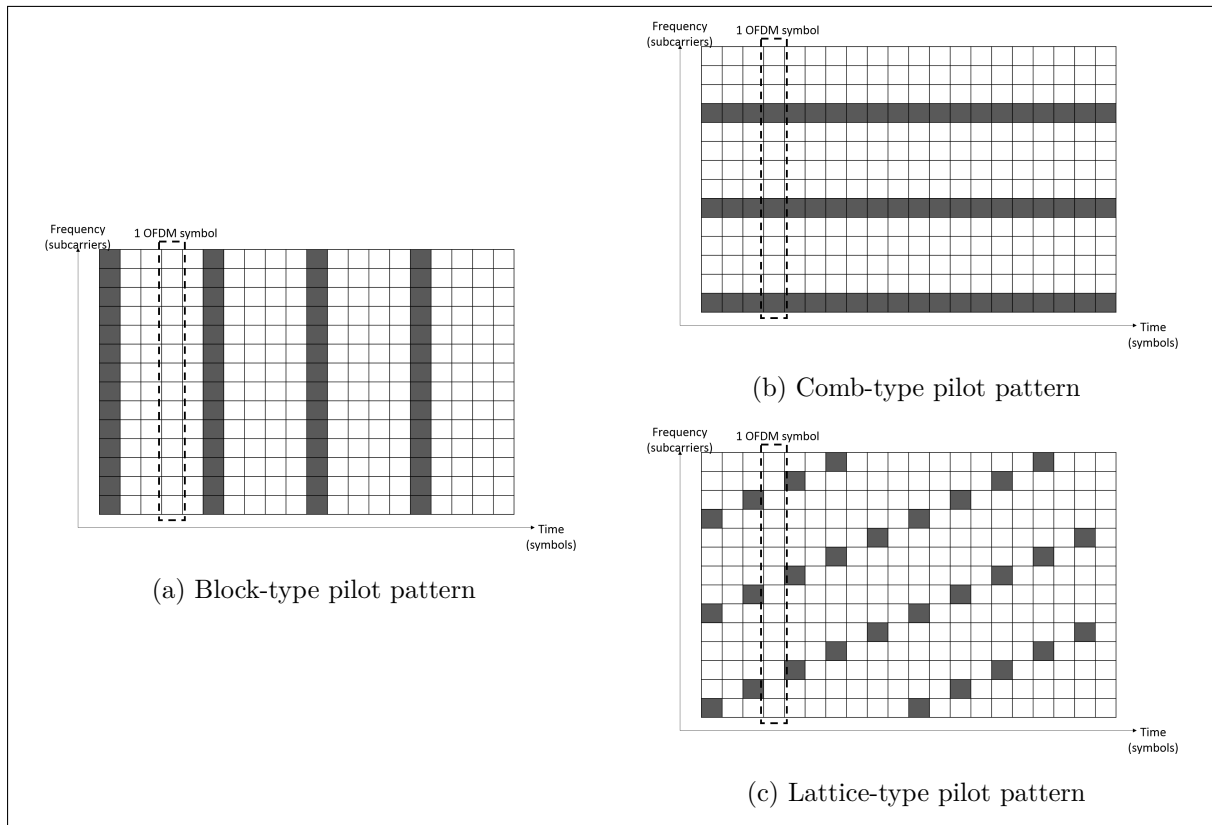 Frequency
(subcarriers)
1 OFDM symbol
Time
(symbols)
(a) Block-type pilot pattern
Frequency
(subcarriers)
1 OFDM symbol
Time
(symbols)
(b) Comb-type pilot pattern
Frequency
(subcarriers)
1 OFDM symbol
Time
(symbols)
(c) Lattice-type pilot pattern